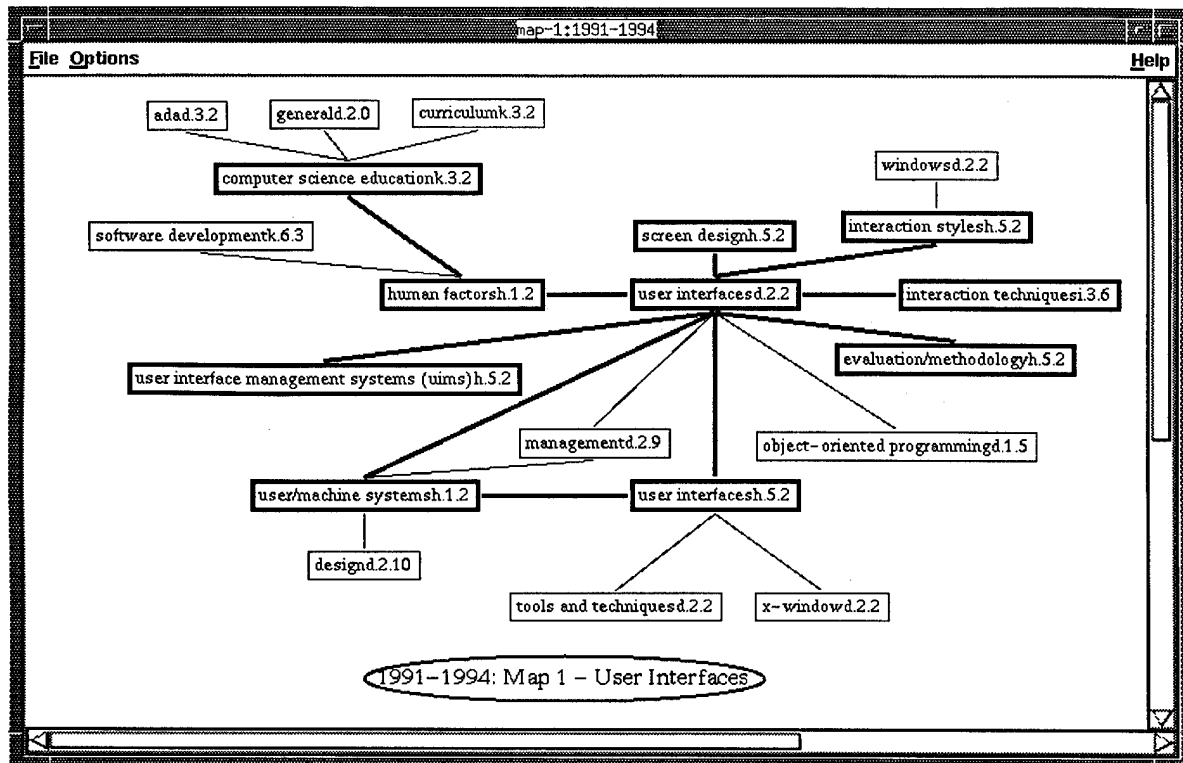 map-1:1991-1994
File Options Help
adad.3.2 generald.2.0 curriculumk.3.2
computer science educationk.3.2
windowsd.2.2
software developmentk.6.3
screen designh.5.2
interaction stylesh.5.2
human factorsh.1.2
user interfacesd.2.2
interaction techniquesi.3.6
evaluation/methodologyh.5.2
user interface management systems (uims)h.5.2
managementd.2.9
object-oriented programmingd.1.5
user/machine systemsh.1.2
user interfacesh.5.2
designd.2.10
tools and techniquesd.2.2
x-windowd.2.2
1991-1994: Map 1 - User Interfaces